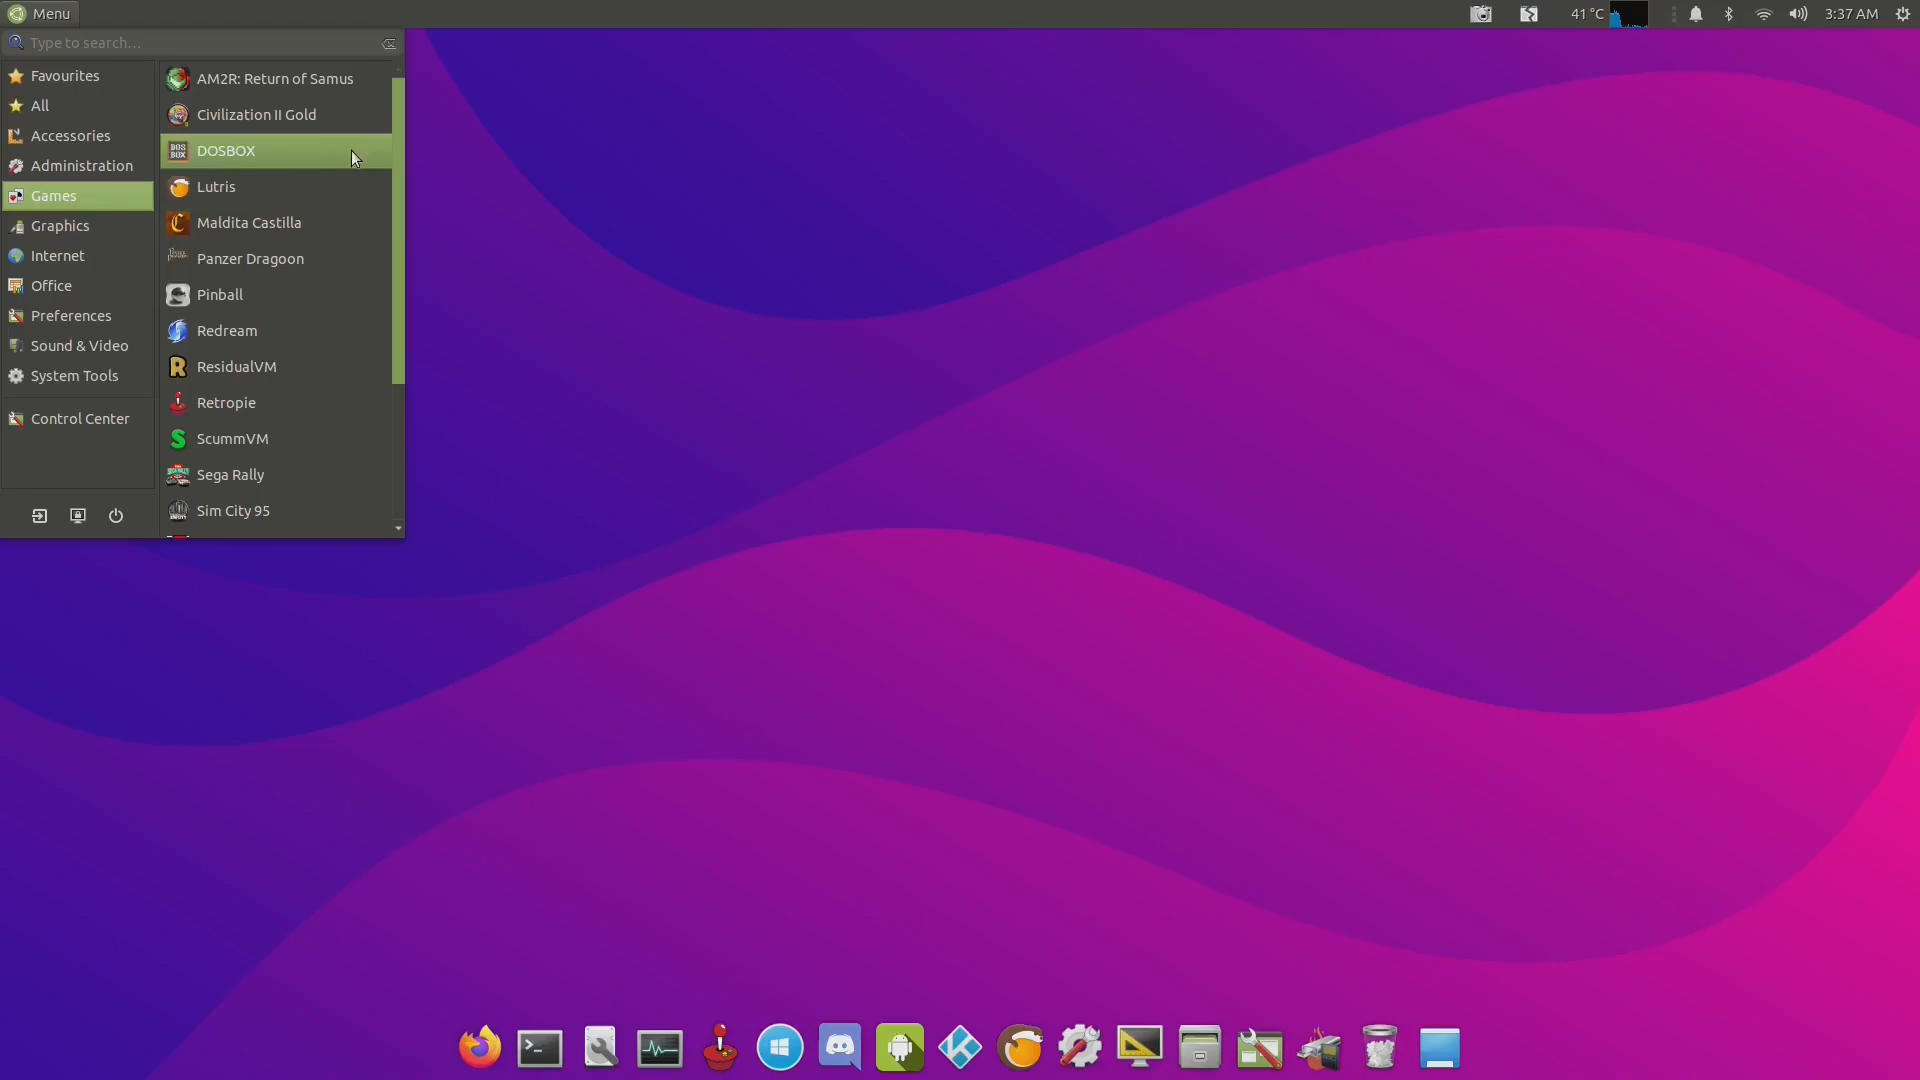 Menu
41 °C
3:37 AM
Type to search...
Favourites
All
Accessories
Administration
Games
Graphics
Internet
Office
Preferences
Sound & Video
System Tools
Control Center
AM2R: Return of Samus
Civilization II Gold
DOS BOX DOSBOX
Lutris
Maldita Castilla
Panzer Dragoon
Pinball
Redream
ResidualVM
Retropie
ScummVM
Sega Rally
Sim City 95